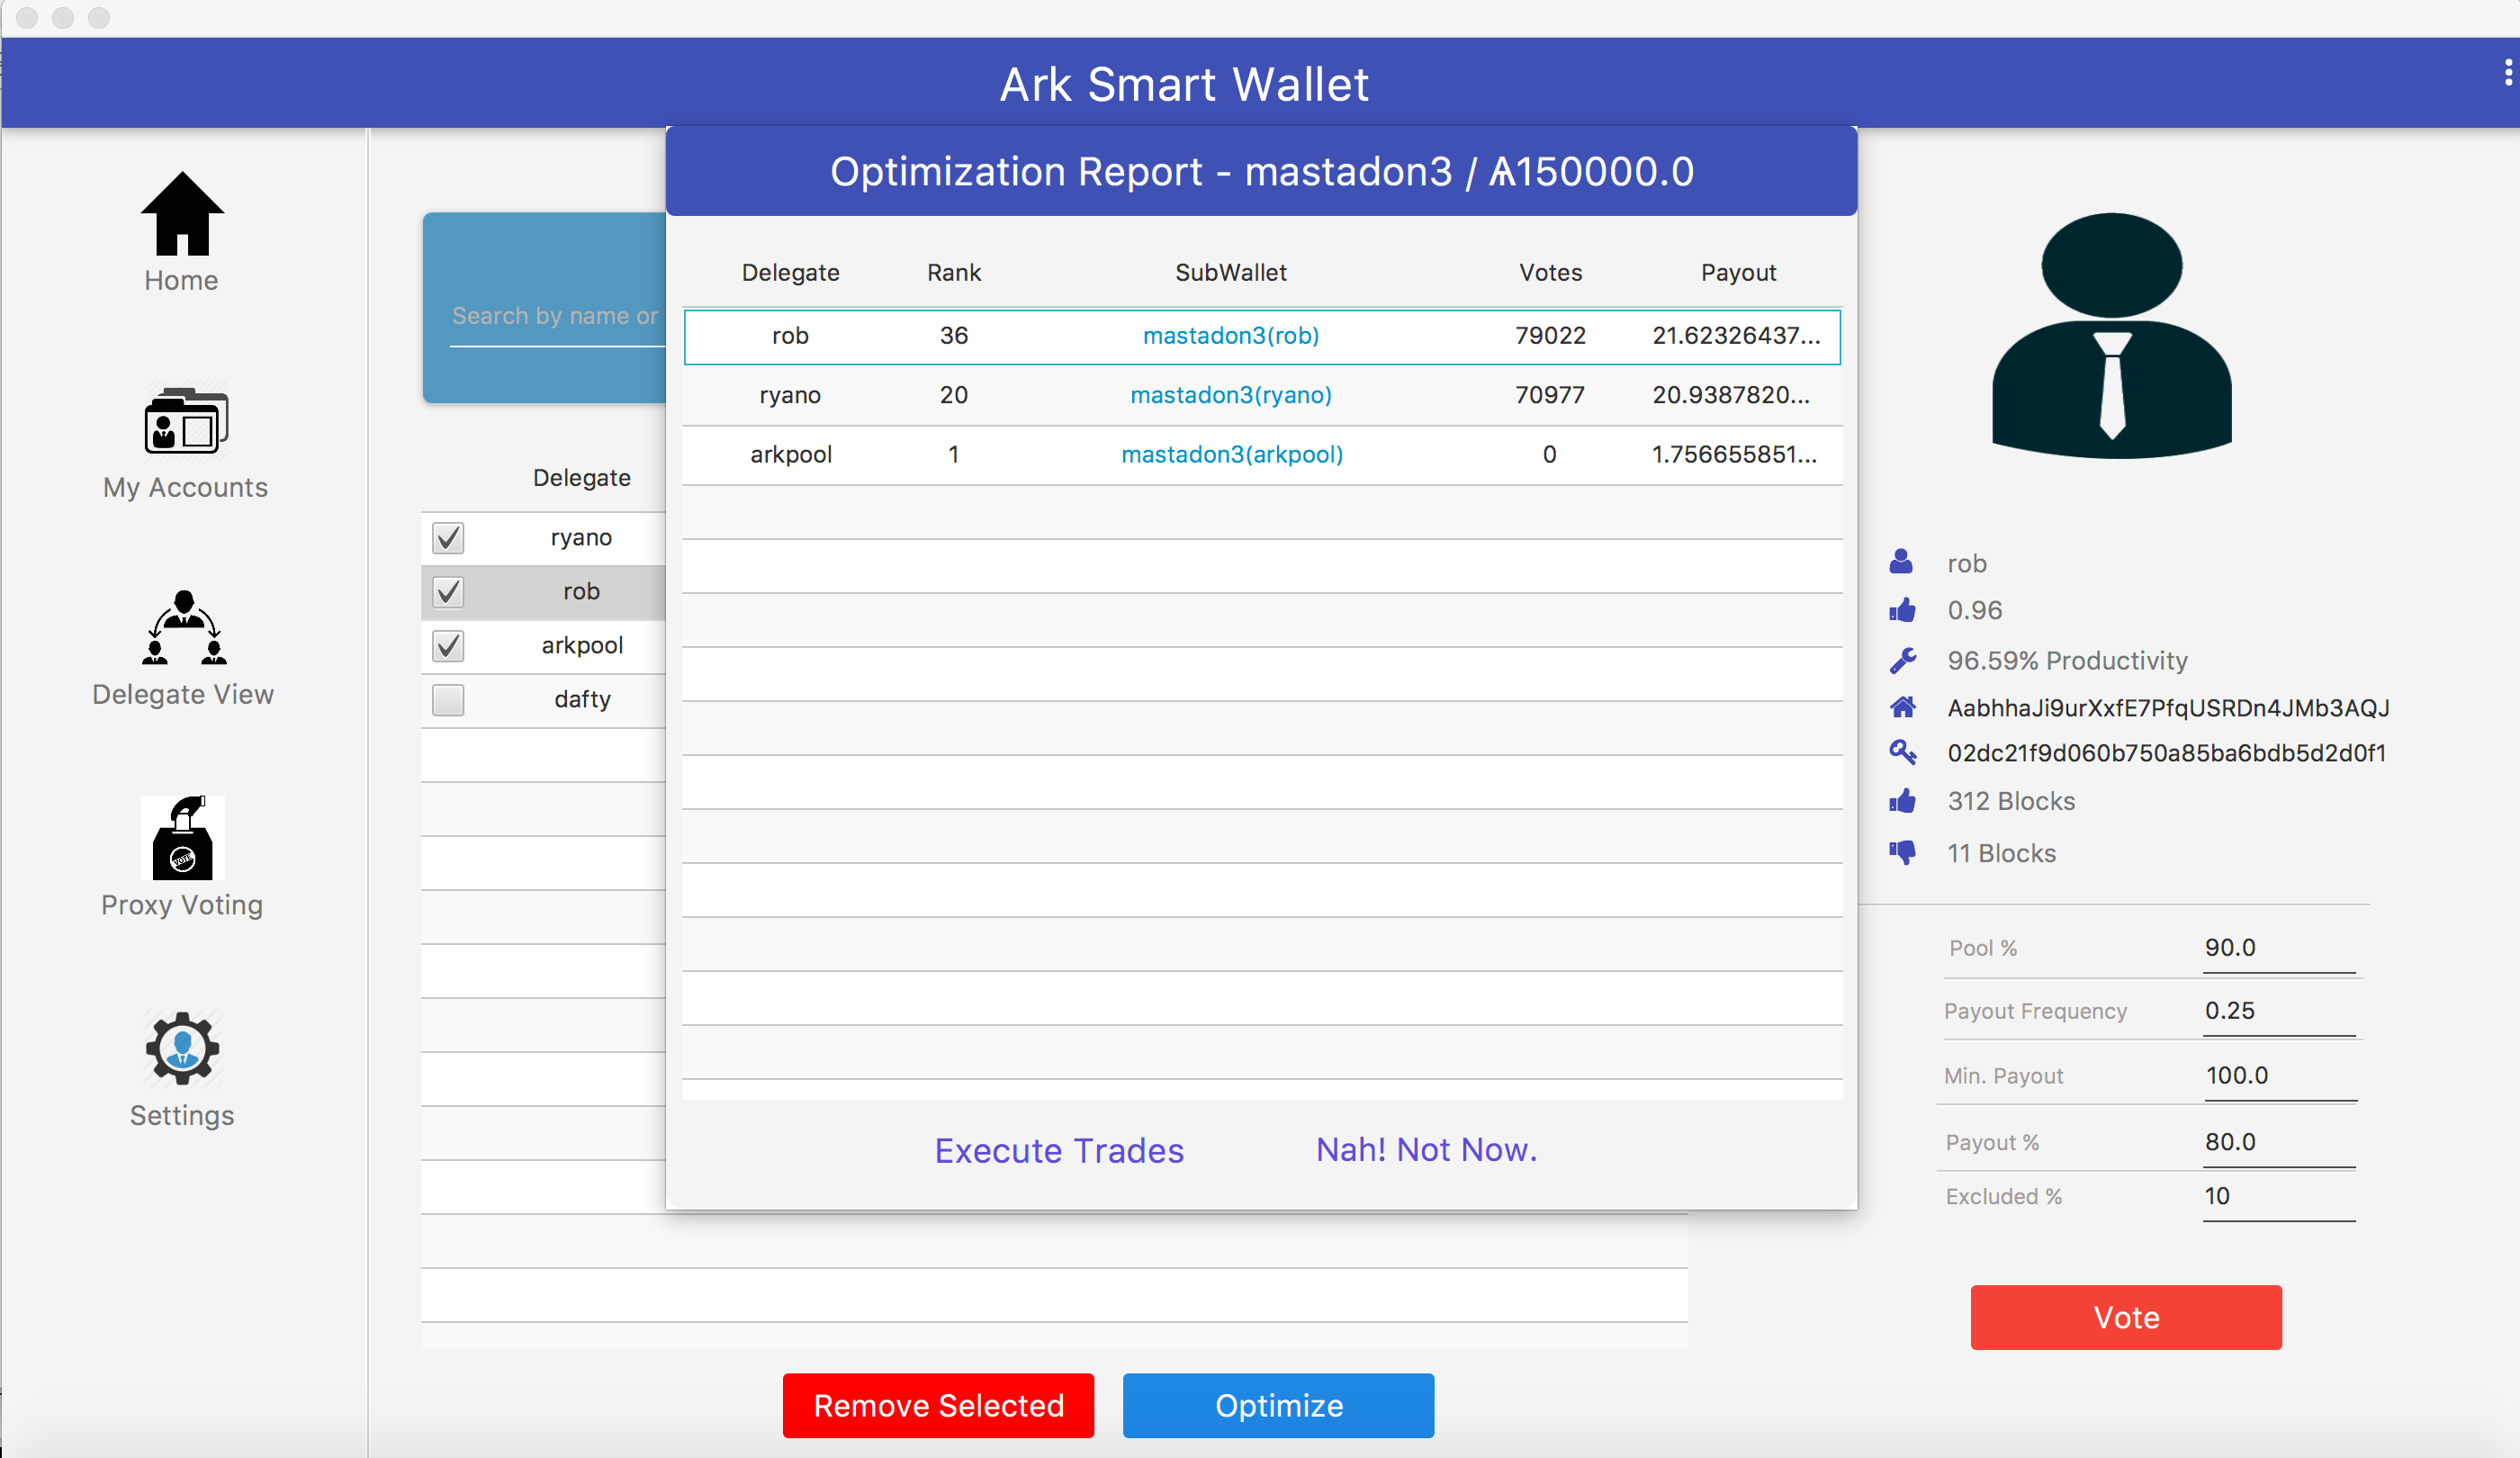 Ark Smart Wallet
Home
My Accounts
Delegate View
Proxy Voting
VOTE
Settings
Search by name or
Delegate
ryano
rob
arkpool
dafty
Optimization Report - mastadon3 / Ѧ150000.0
Delegate Rank SubWallet Votes Payout
rob 36 mastadon3(rob) 79022 21.62326437...
ryano 20 mastadon3(ryano) 70977 20.9387820...
arkpool 1 mastadon3(arkpool) 0 1.756655851...
Execute Trades Nah! Not Now.
Remove Selected Optimize
rob
0.96
96.59% Productivity
AabhhaJi9urXxfE7PfqUSRDn4JMb3AQJ
02dc21f9d060b750a85ba6bdb5d2d0f1
312 Blocks
11 Blocks
Pool % 90.0
Payout Frequency 0.25
Min. Payout 100.0
Payout % 80.0
Excluded % 10
Vote